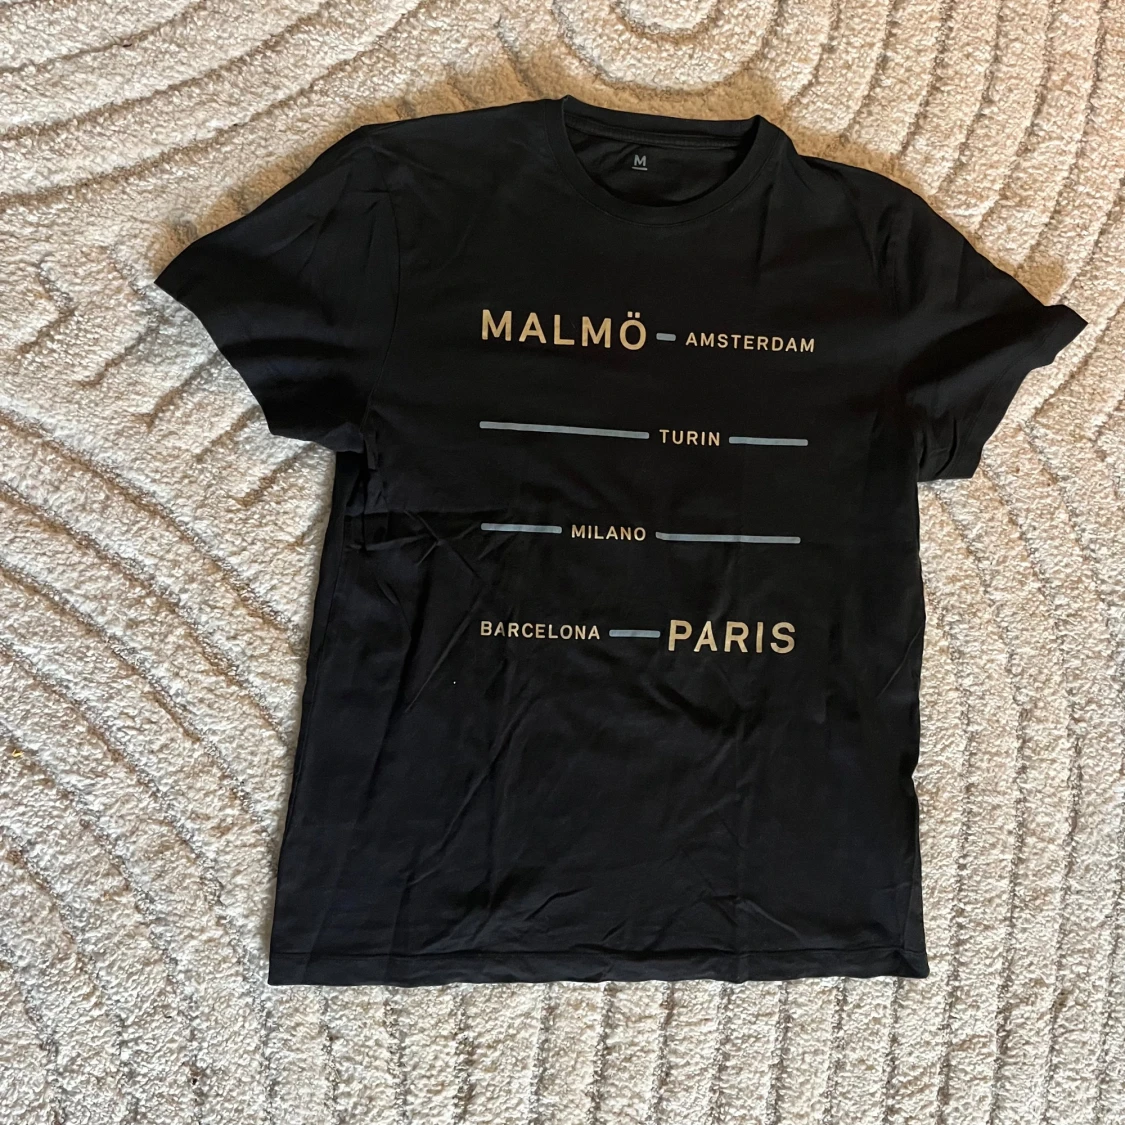 M
MALMÖ AMSTERDAM
TURIN
MILANO
BARCELONA PARIS